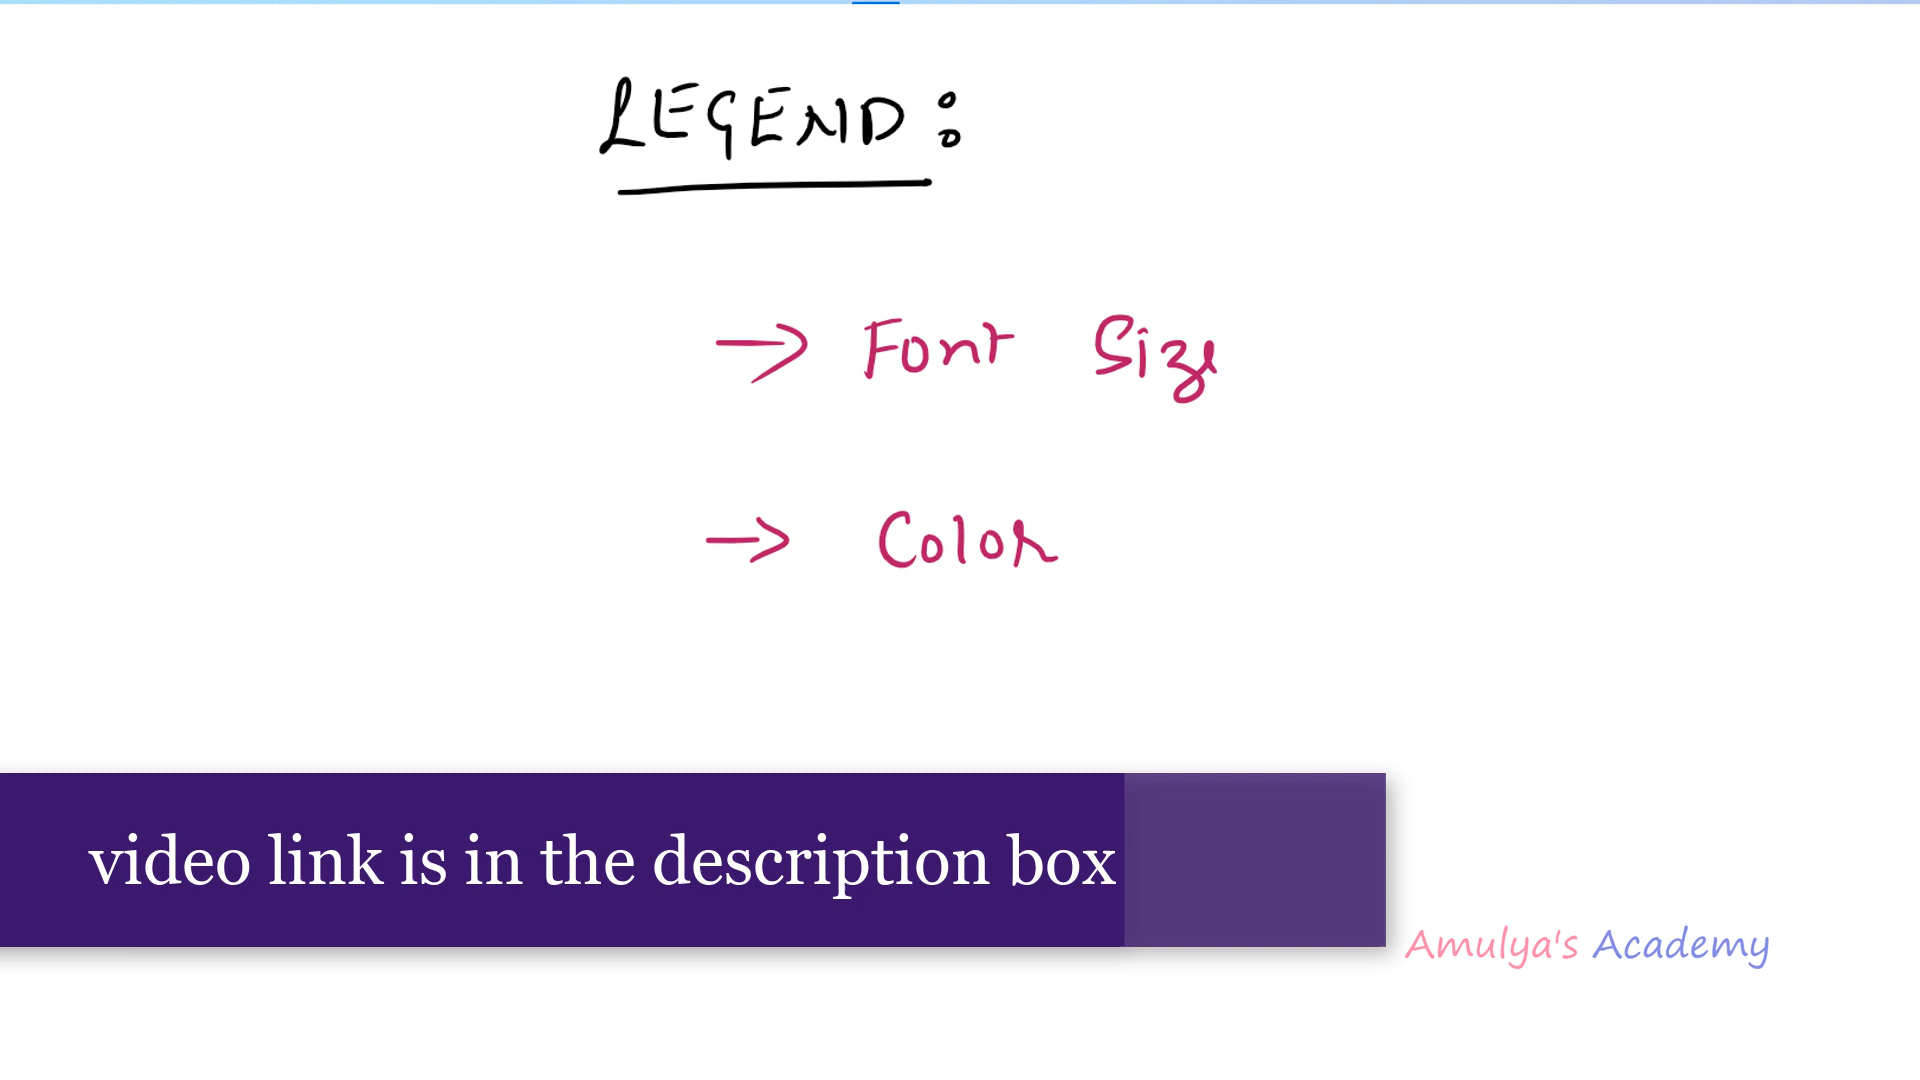 LEGEND:
→ Font Size
→ Color
video link is in the description box
Amulya's Academy